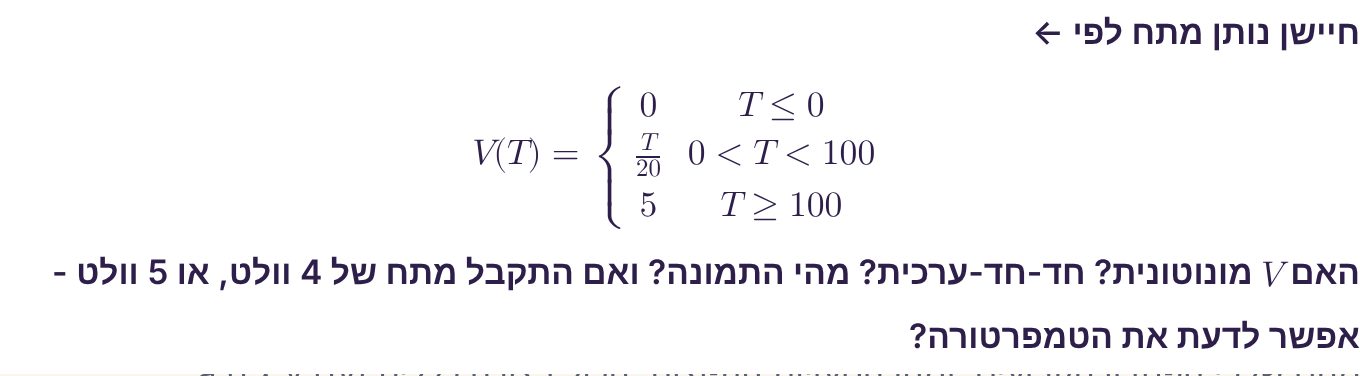 חיישן נותן מתח לפי ←
V(T) = { 0 T ≤ 0
T/20 0 < T < 100
5 T ≥ 100
האם V מונוטונית? חד-חד-ערכית? מהי התמונה? ואם התקבל מתח של 4 וולט, או 5 וולט -
אפשר לדעת את הטמפרטורה?